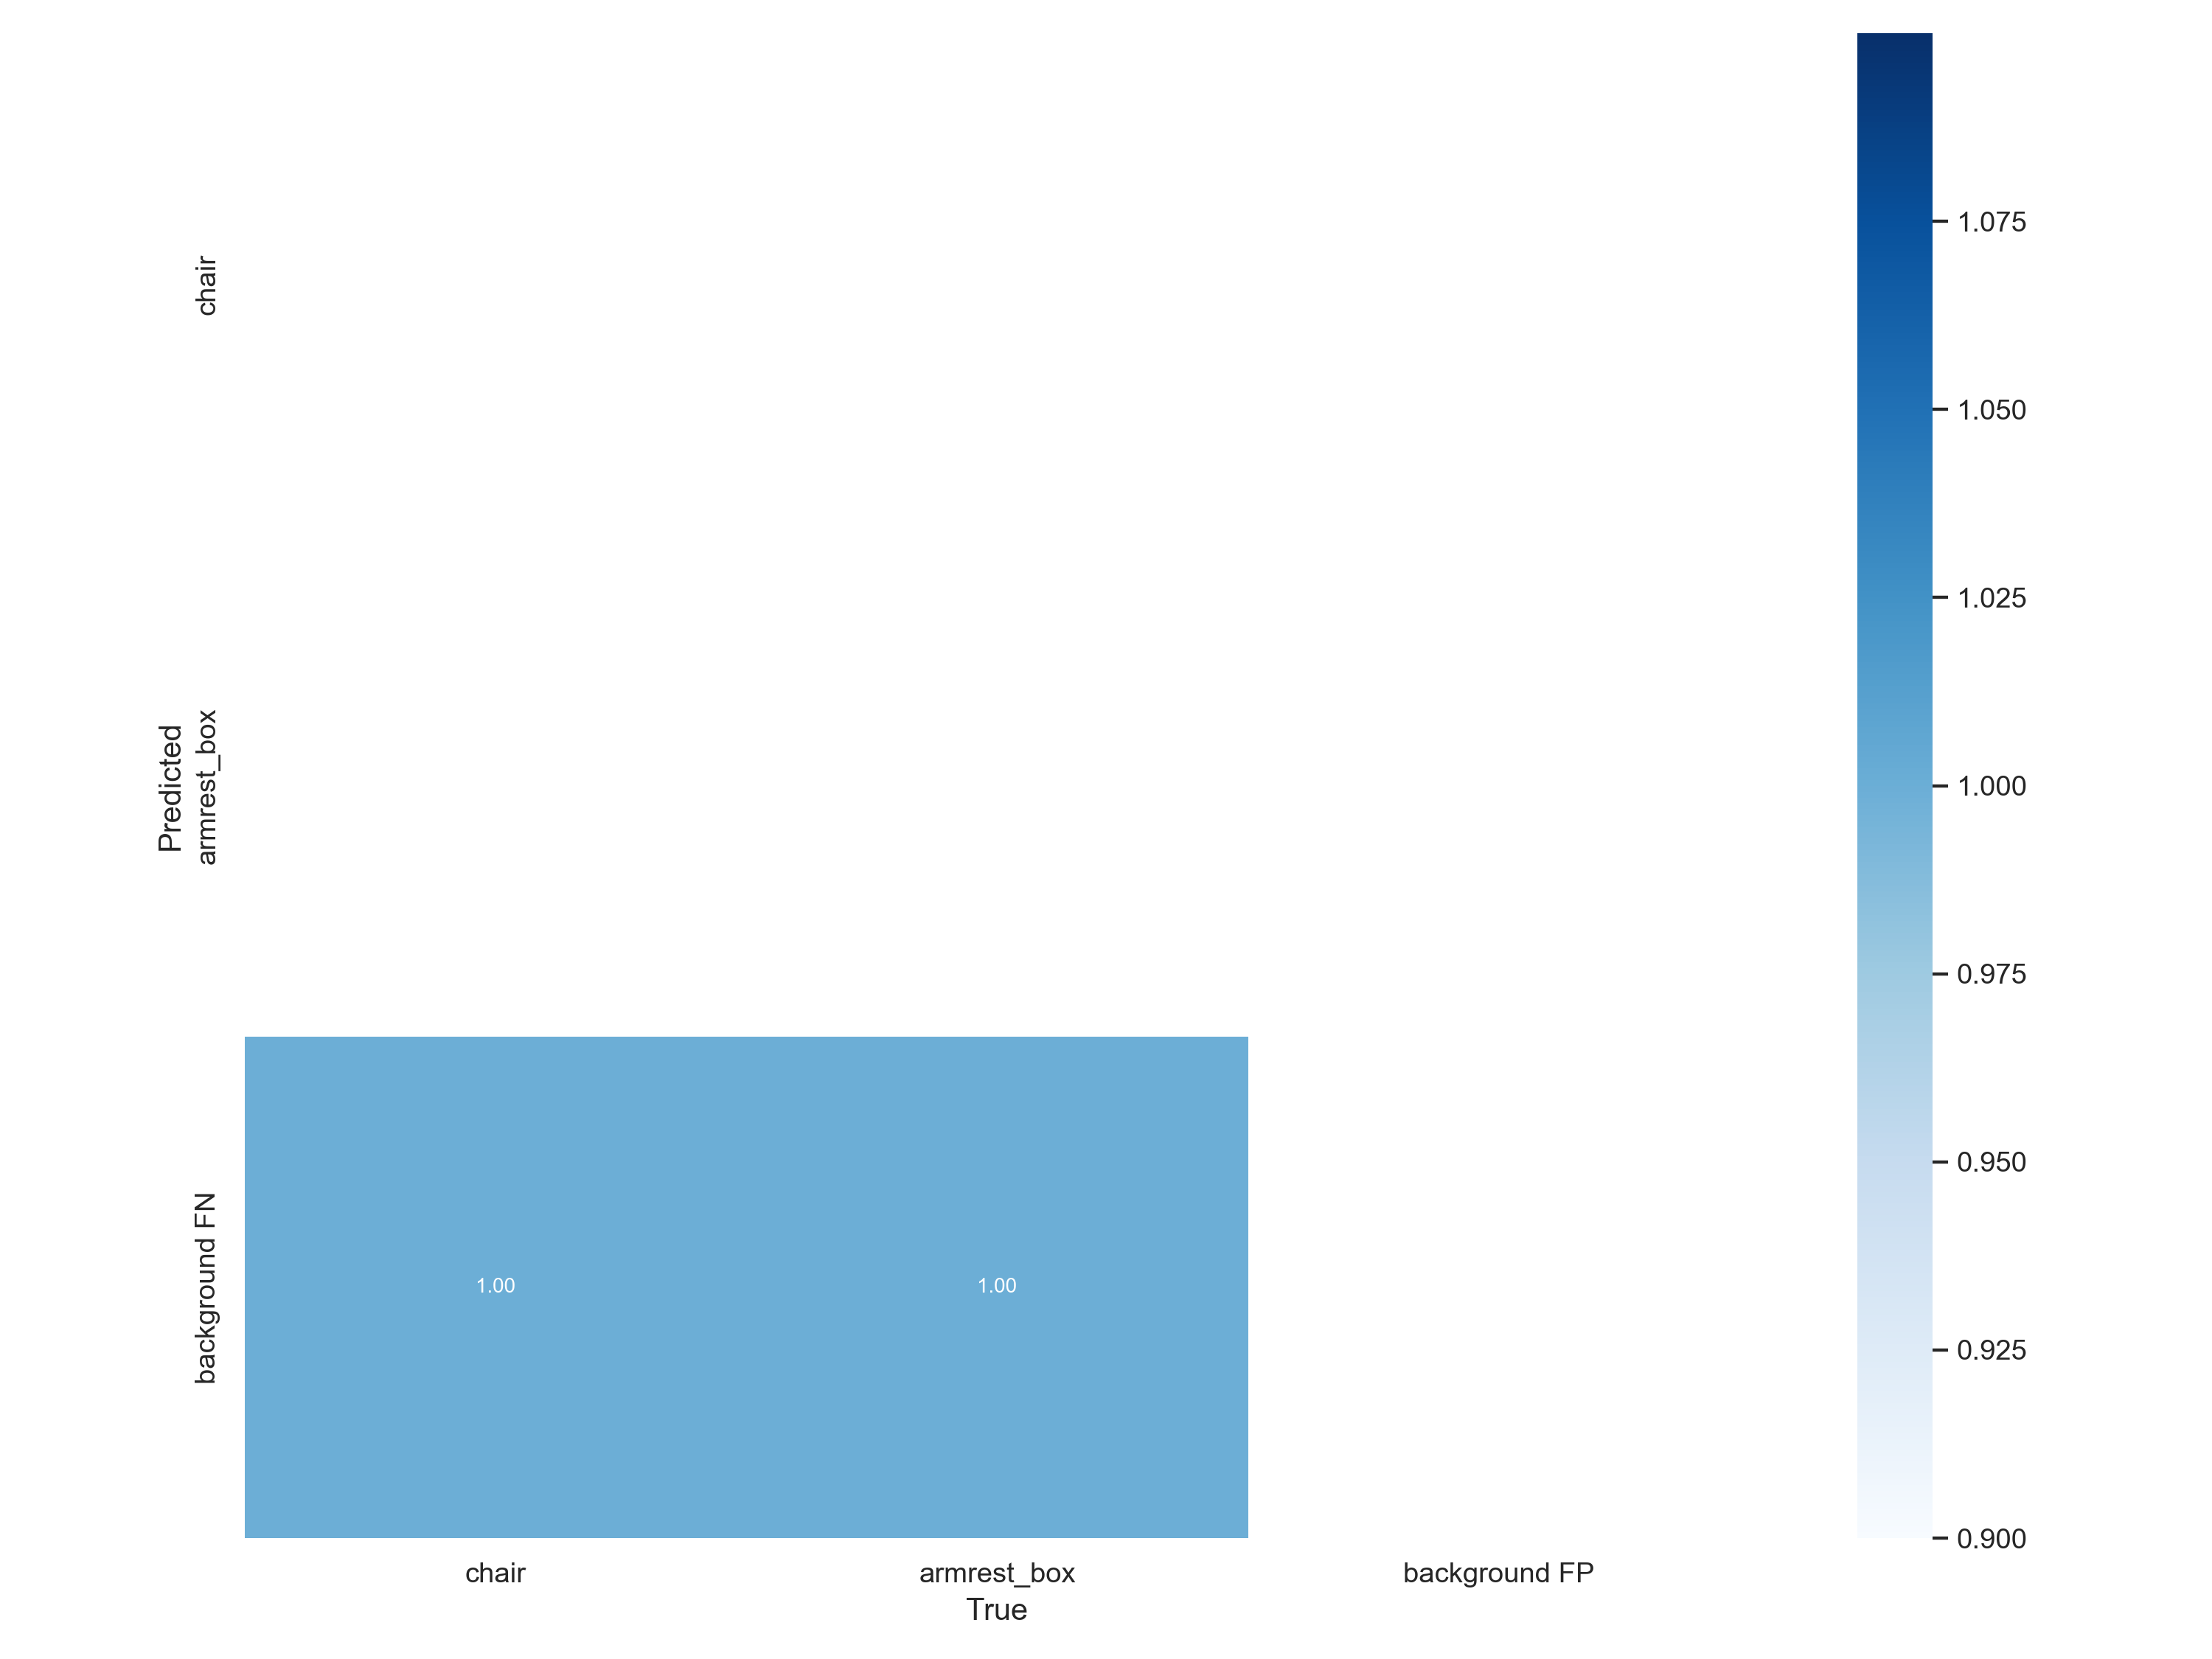 chair
Predicted
armrest_box
background FN
1.00 1.00
chair armrest_box background FP
True
1.075
1.050
1.025
1.000
0.975
0.950
0.925
0.900